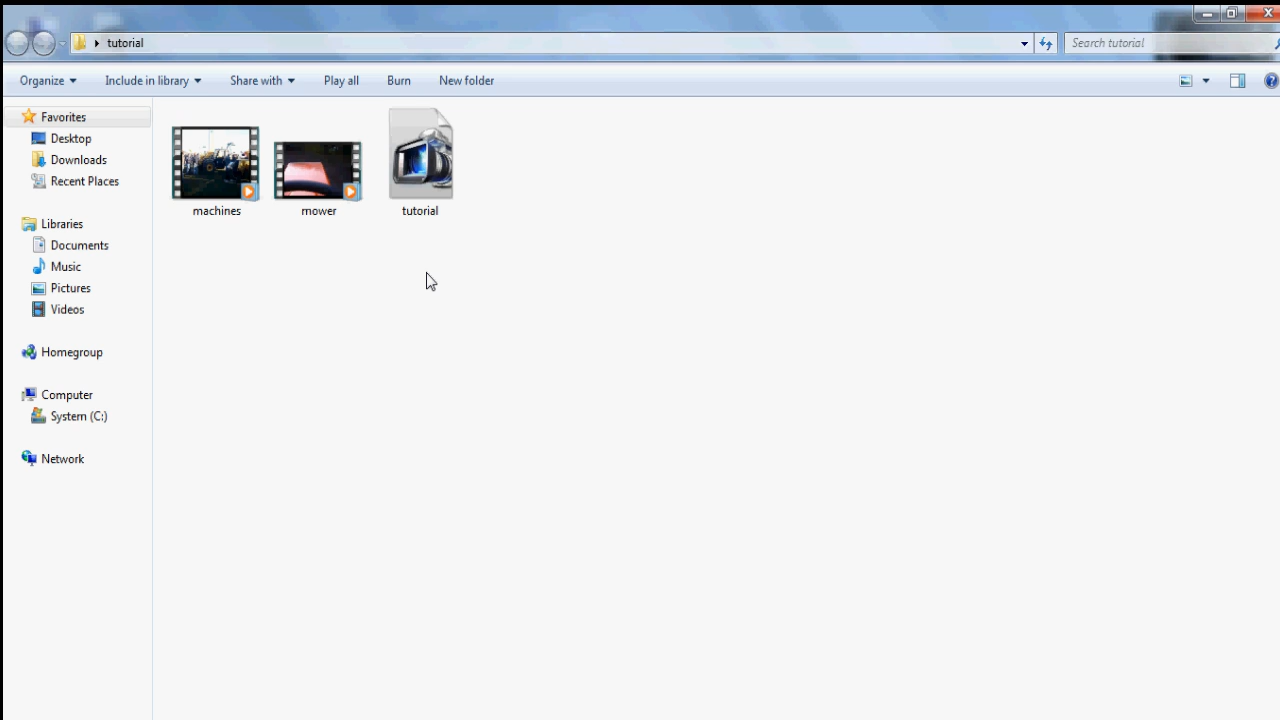 tutorial
Search tutorial
Organize Include in library Share with Play all Burn New folder
Favorites
Desktop
Downloads
Recent Places
Libraries
Documents
Music
Pictures
Videos
Homegroup
Computer
System (C:)
Network
machines mower tutorial